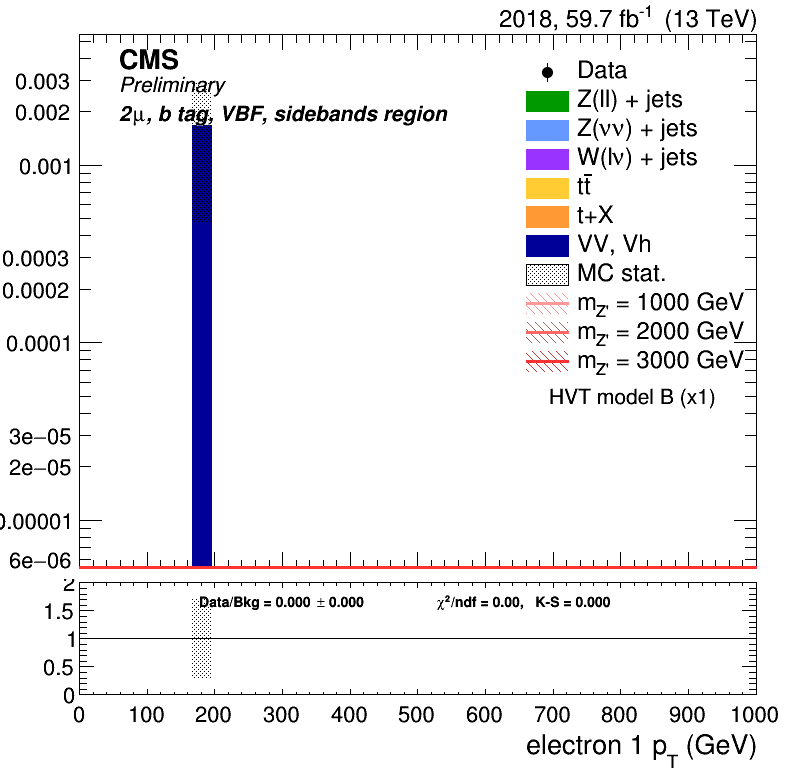 2018, 59.7 fb⁻¹ (13 TeV)
CMS
Preliminary
2μ, b tag, VBF, sidebands region
Data
Z(ll) + jets
Z(νν) + jets
W(lν) + jets
tt̄
t+X
VV, Vh
MC stat.
m_Z' = 1000 GeV
m_Z' = 2000 GeV
m_Z' = 3000 GeV
HVT model B (x1)
0.003
0.002
0.001
0.0003
0.0002
0.0001
3e−05
2e−05
0.00001
6e−06
Data/Bkg = 0.000 ± 0.000 χ²/ndf = 0.00, K-S = 0.000
2
1.5
1
0.5
0
0 100 200 300 400 500 600 700 800 900 1000
electron 1 p_T (GeV)